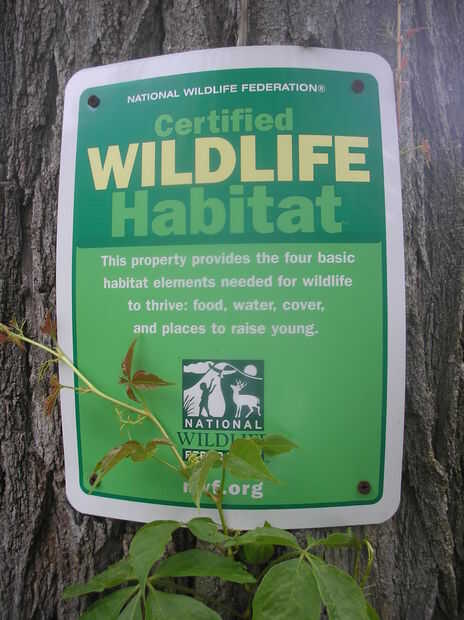 NATIONAL WILDLIFE FEDERATION®
Certified
WILDLIFE
Habitat
This property provides the four basic
habitat elements needed for wildlife
to thrive: food, water, cover,
and places to raise young.
NATIONAL
WILDLIFE